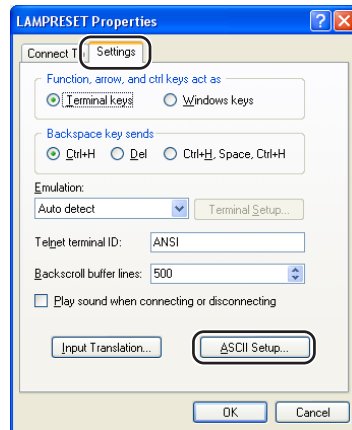 LAMPRESET Properties
Connect T
Settings
Function, arrow, and ctrl keys act as
Terminal keys
Windows keys
Backspace key sends
Ctrl+H
Del
Ctrl+H, Space, Ctrl+H
Emulation:
Auto detect
Terminal Setup...
Telnet terminal ID:
ANSI
Backscroll buffer lines:
500
Play sound when connecting or disconnecting
Input Translation...
ASCII Setup...
OK
Cancel